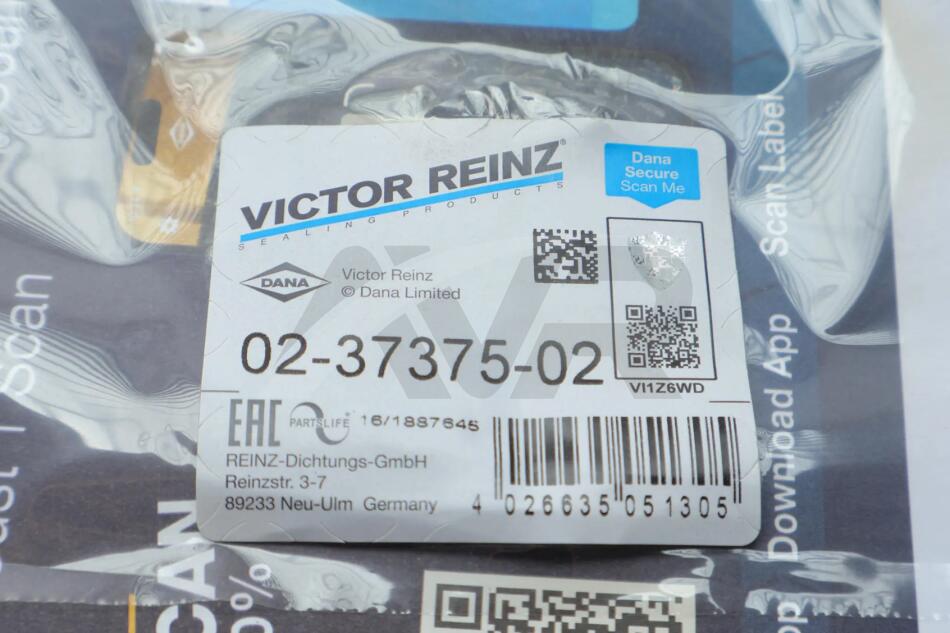 VICTOR REINZ®
SEALING PRODUCTS
Dana
Secure
Scan Me
DANA
Victor Reinz
© Dana Limited
AVR
02-37375-02
VI1Z6WD
EAC
PARTSLIFE®
16/1887645
REINZ-Dichtungs-GmbH
Reinzstr. 3-7
89233 Neu-Ulm Germany
4 026635 051305
Scan Label
Download App
| Scan